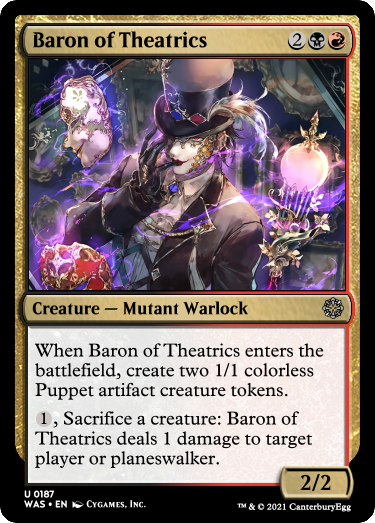 Baron of Theatrics 2
Creature — Mutant Warlock
When Baron of Theatrics enters the
battlefield, create two 1/1 colorless
Puppet artifact creature tokens.
1, Sacrifice a creature: Baron of
Theatrics deals 1 damage to target
player or planeswalker.
2/2
U 0187
WAS • EN Cygames, Inc.
™ & © 2021 CanterburyEgg